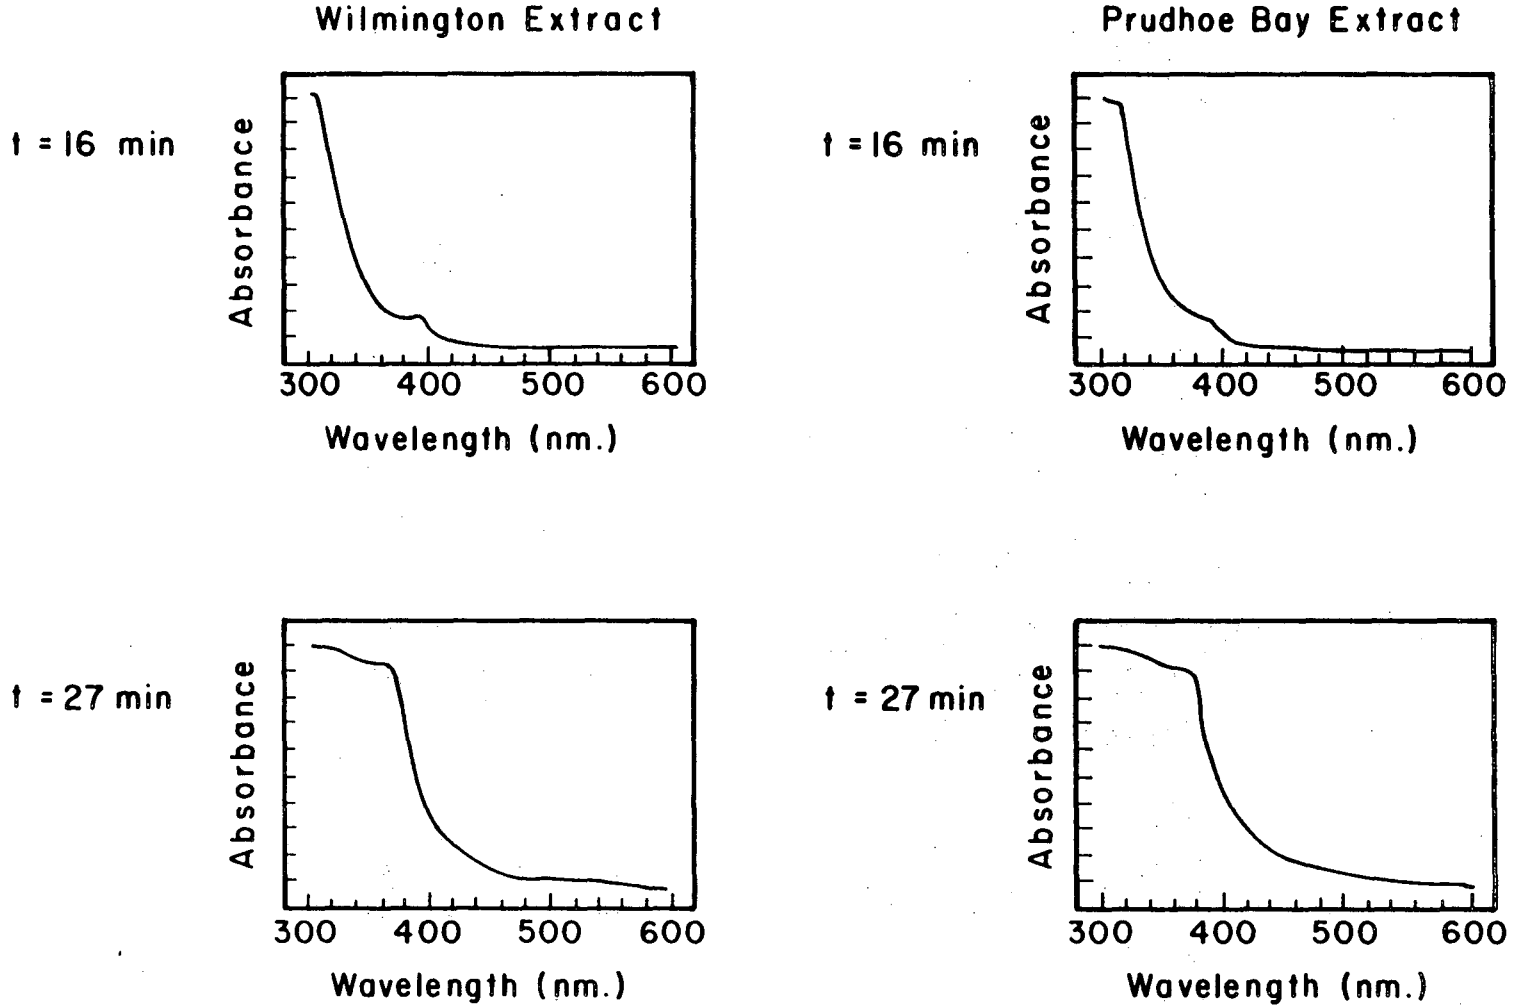 Wilmington Extract
Prudhoe Bay Extract
t = 16 min
Absorbance
300 400 500 600
Wavelength (nm.)
t = 16 min
Absorbance
300 400 500 600
Wavelength (nm.)
t = 27 min
Absorbance
300 400 500 600
Wavelength (nm.)
t = 27 min
Absorbance
300 400 500 600
Wavelength (nm.)